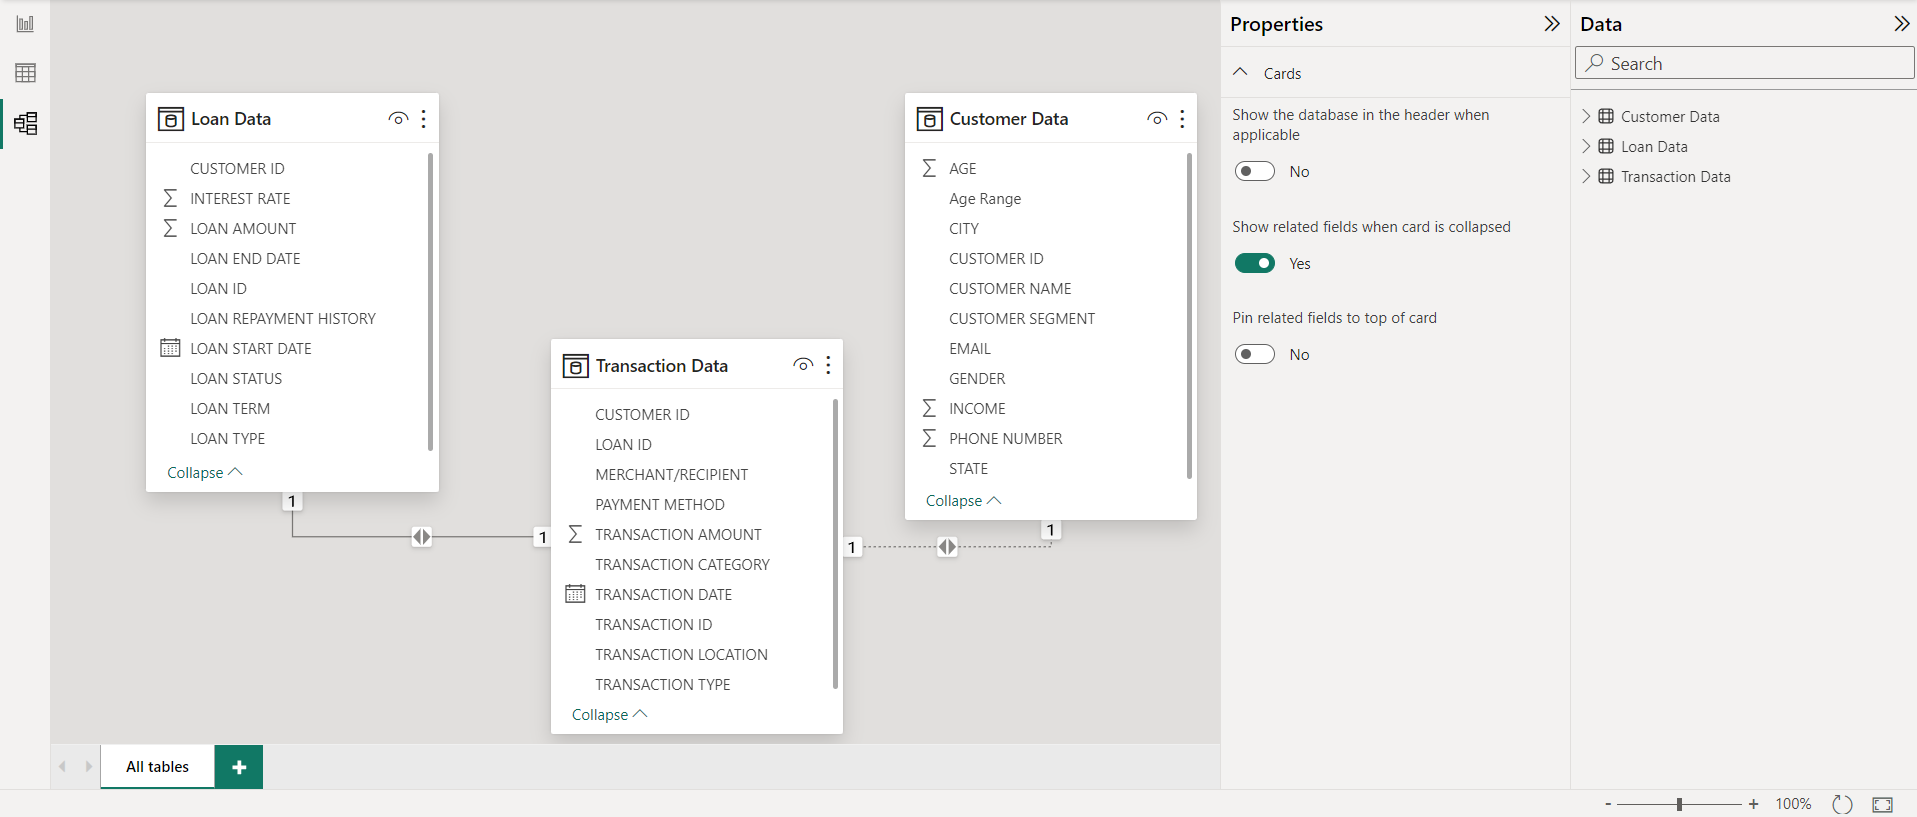 Loan Data
CUSTOMER ID
INTEREST RATE
LOAN AMOUNT
LOAN END DATE
LOAN ID
LOAN REPAYMENT HISTORY
LOAN START DATE
LOAN STATUS
LOAN TERM
LOAN TYPE
Collapse
1
1
Transaction Data
CUSTOMER ID
LOAN ID
MERCHANT/RECIPIENT
PAYMENT METHOD
TRANSACTION AMOUNT
TRANSACTION CATEGORY
TRANSACTION DATE
TRANSACTION ID
TRANSACTION LOCATION
TRANSACTION TYPE
Collapse
1
1
Customer Data
AGE
Age Range
CITY
CUSTOMER ID
CUSTOMER NAME
CUSTOMER SEGMENT
EMAIL
GENDER
INCOME
PHONE NUMBER
STATE
Collapse
All tables
+
Properties
Cards
Show the database in the header when
applicable
No
Show related fields when card is collapsed
Yes
Pin related fields to top of card
No
Data
Search
Customer Data
Loan Data
Transaction Data
- + 100%